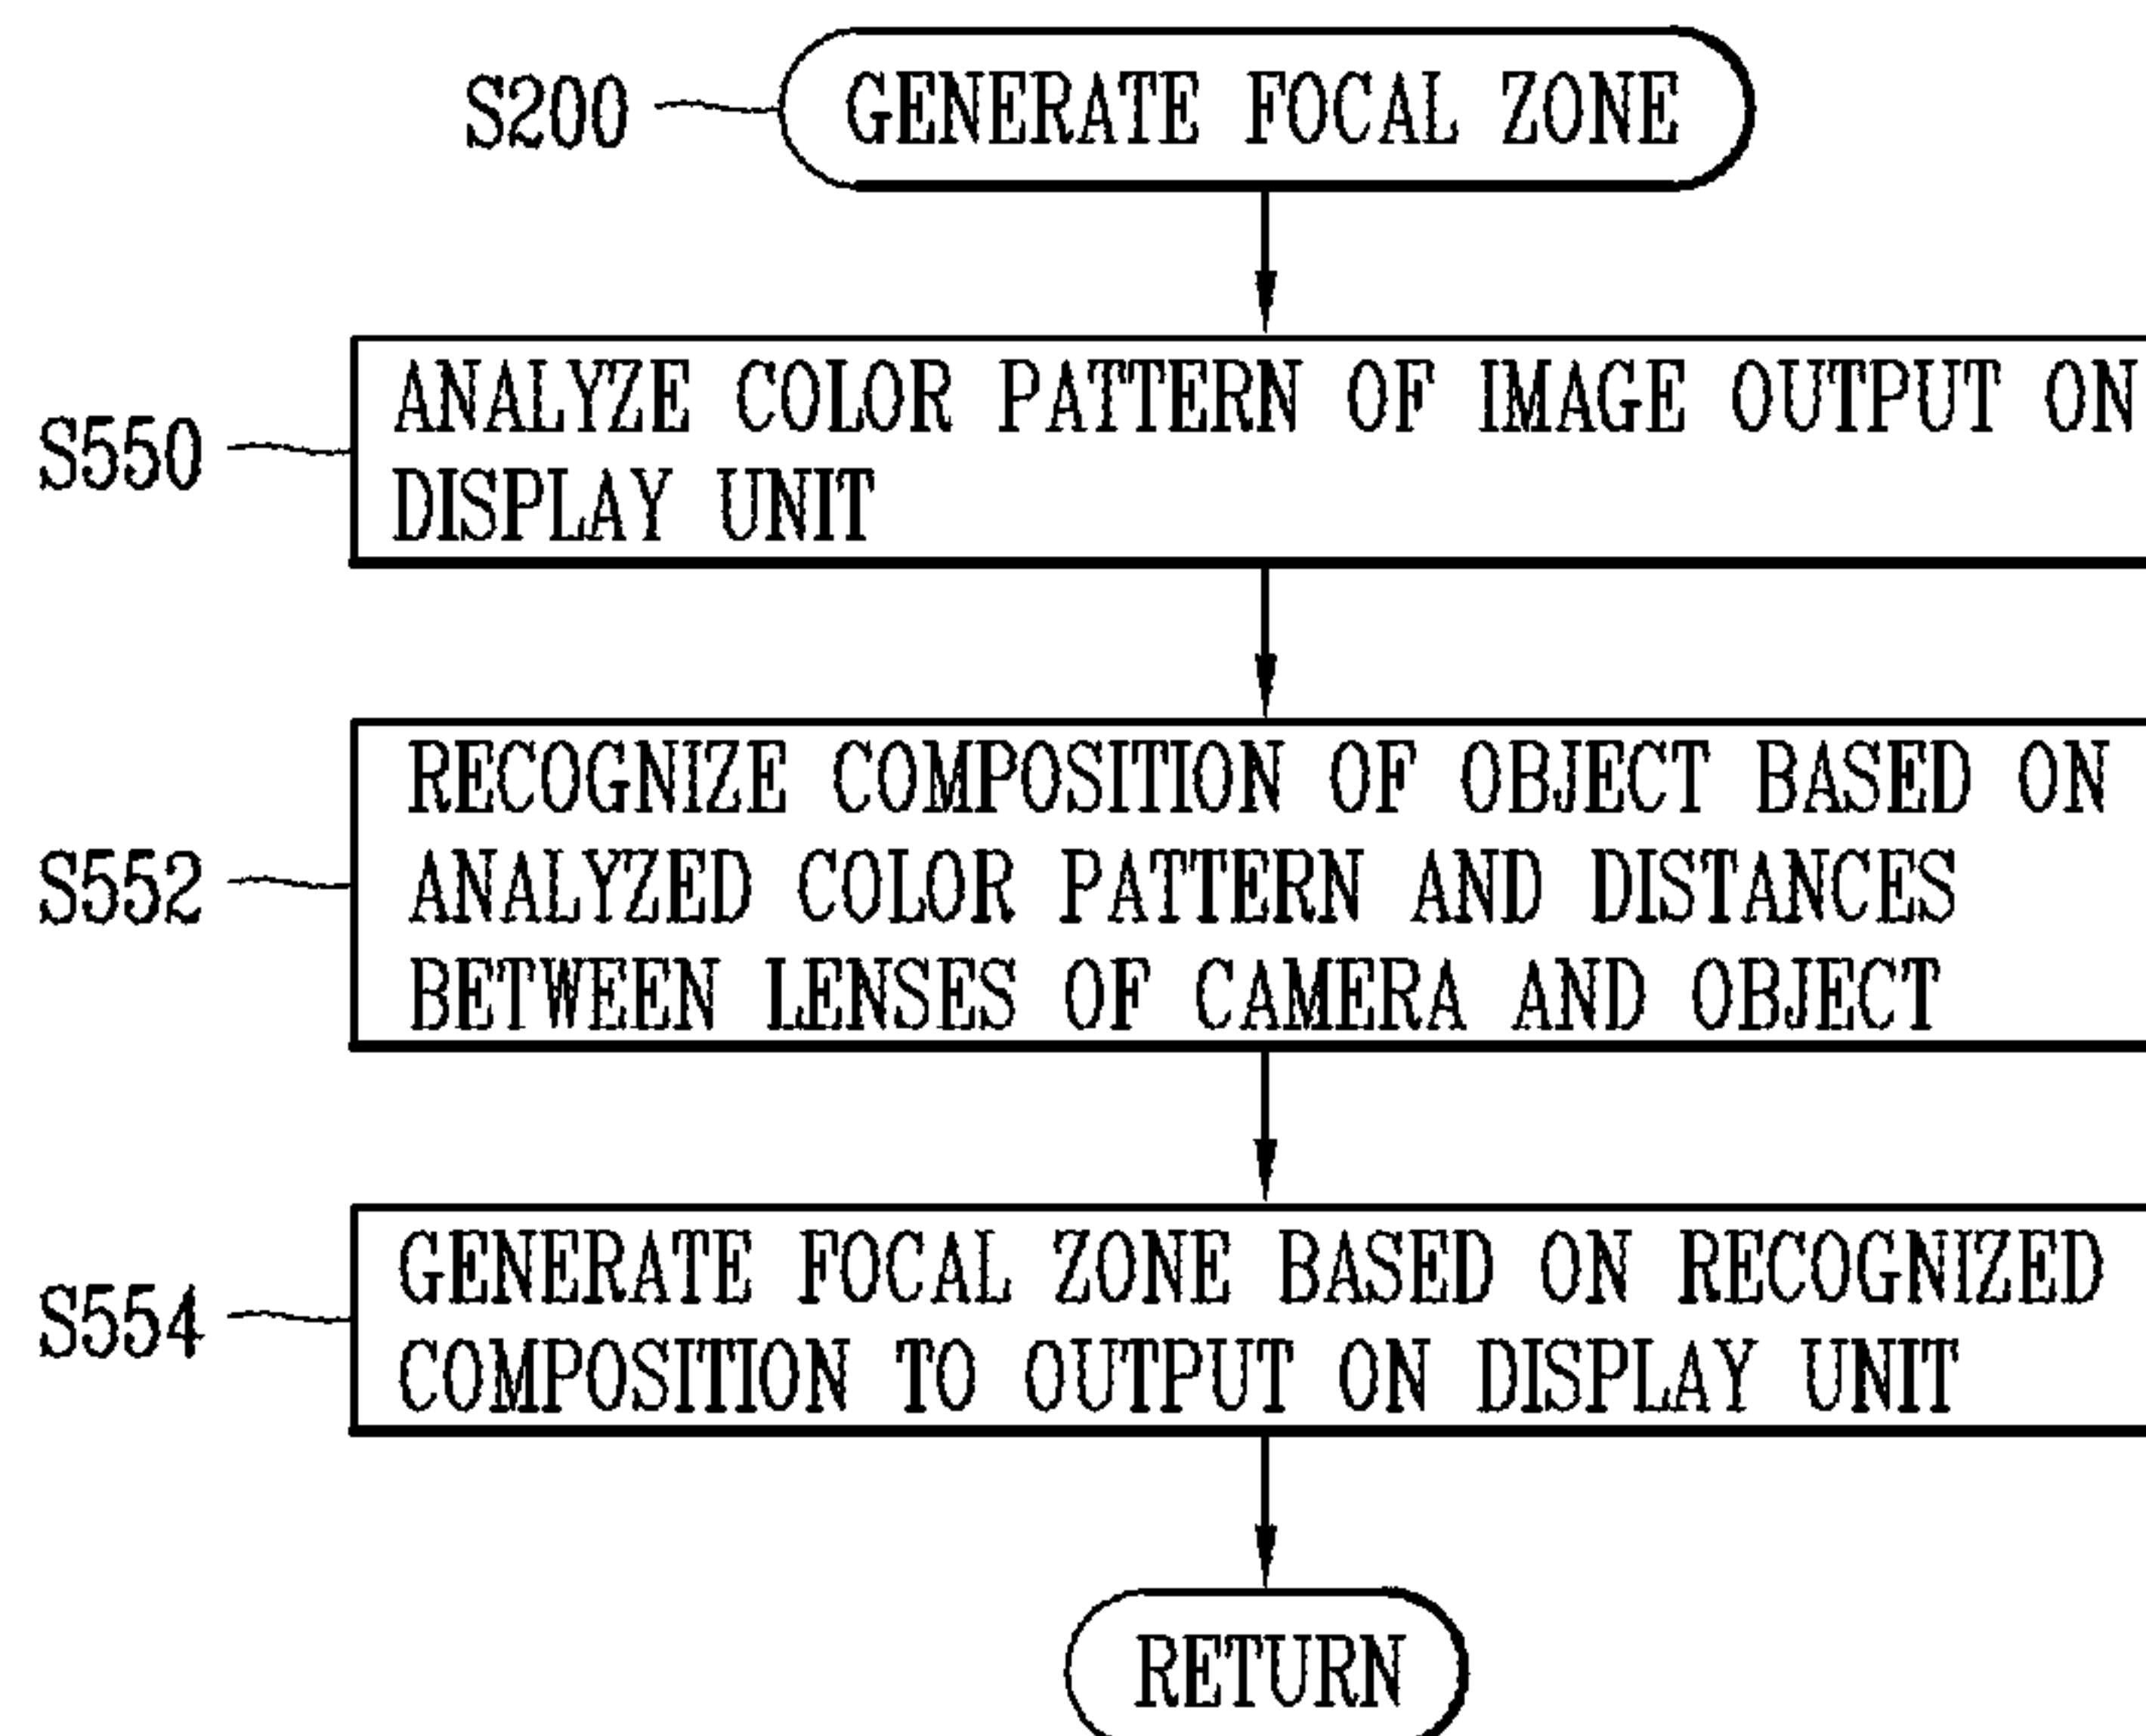 S200 GENERATE FOCAL ZONE
S550 ANALYZE COLOR PATTERN OF IMAGE OUTPUT ON
DISPLAY UNIT
S552 RECOGNIZE COMPOSITION OF OBJECT BASED ON
ANALYZED COLOR PATTERN AND DISTANCES
BETWEEN LENSES OF CAMERA AND OBJECT
S554 GENERATE FOCAL ZONE BASED ON RECOGNIZED
COMPOSITION TO OUTPUT ON DISPLAY UNIT
RETURN